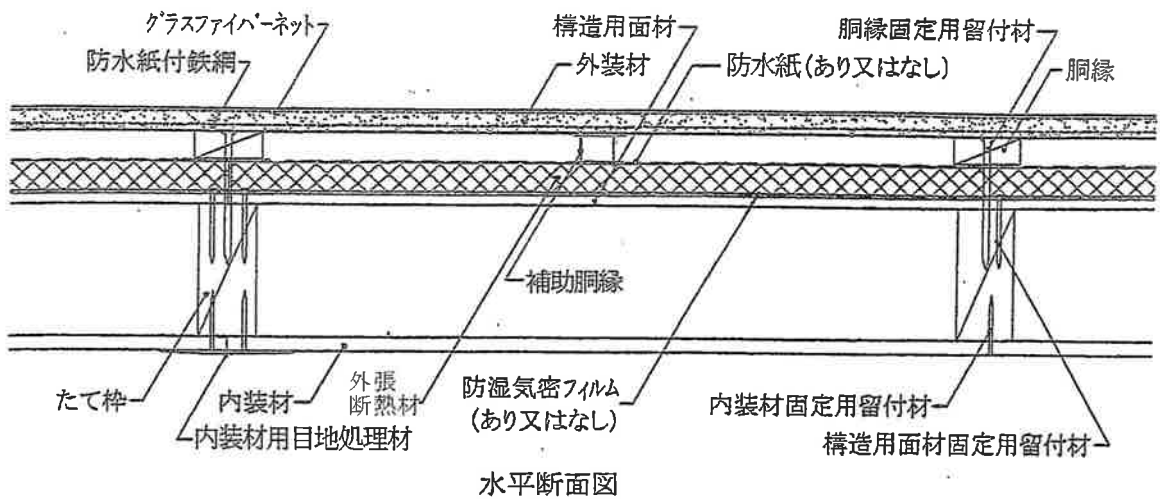 グラスファイバーネット
防水紙付鉄網
構造用面材
外装材
防水紙(あり又はなし)
胴縁固定用留付材
胴縁
補助胴縁
たて枠
内装材
内装材用目地処理材
外張
断熱材
防湿気密フィルム
(あり又はなし)
内装材固定用留付材
構造用面材固定用留付材
水平断面図